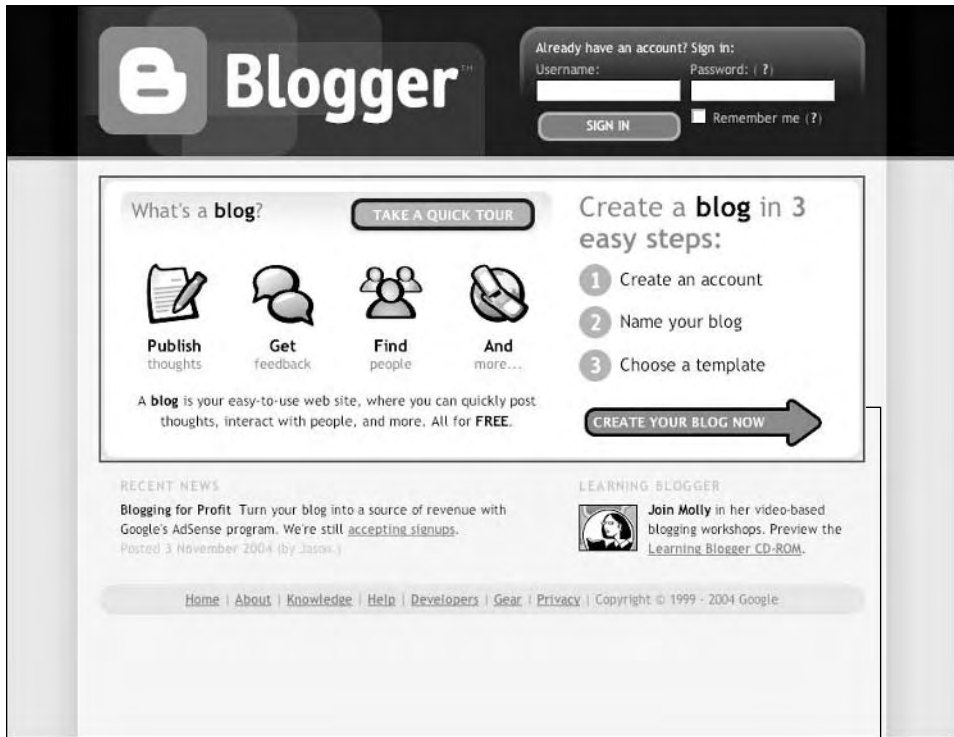 Blogger™
Already have an account? Sign in:
Username:
Password: ( ? )
SIGN IN
Remember me (?)
What's a blog?
TAKE A QUICK TOUR
Publish
thoughts
Get
feedback
Find
people
And
more...
A blog is your easy-to-use web site, where you can quickly post
thoughts, interact with people, and more. All for FREE.
Create a blog in 3
easy steps:
1 Create an account
2 Name your blog
3 Choose a template
CREATE YOUR BLOG NOW
RECENT NEWS
Blogging for Profit Turn your blog into a source of revenue with
Google's AdSense program. We're still accepting signups.
Posted 3 November 2004 (by Jason.)
LEARNING BLOGGER
Join Molly in her video-based
blogging workshops. Preview the
Learning Blogger CD-ROM.
Home | About | Knowledge | Help | Developers | Gear | Privacy | Copyright © 1999 - 2004 Google